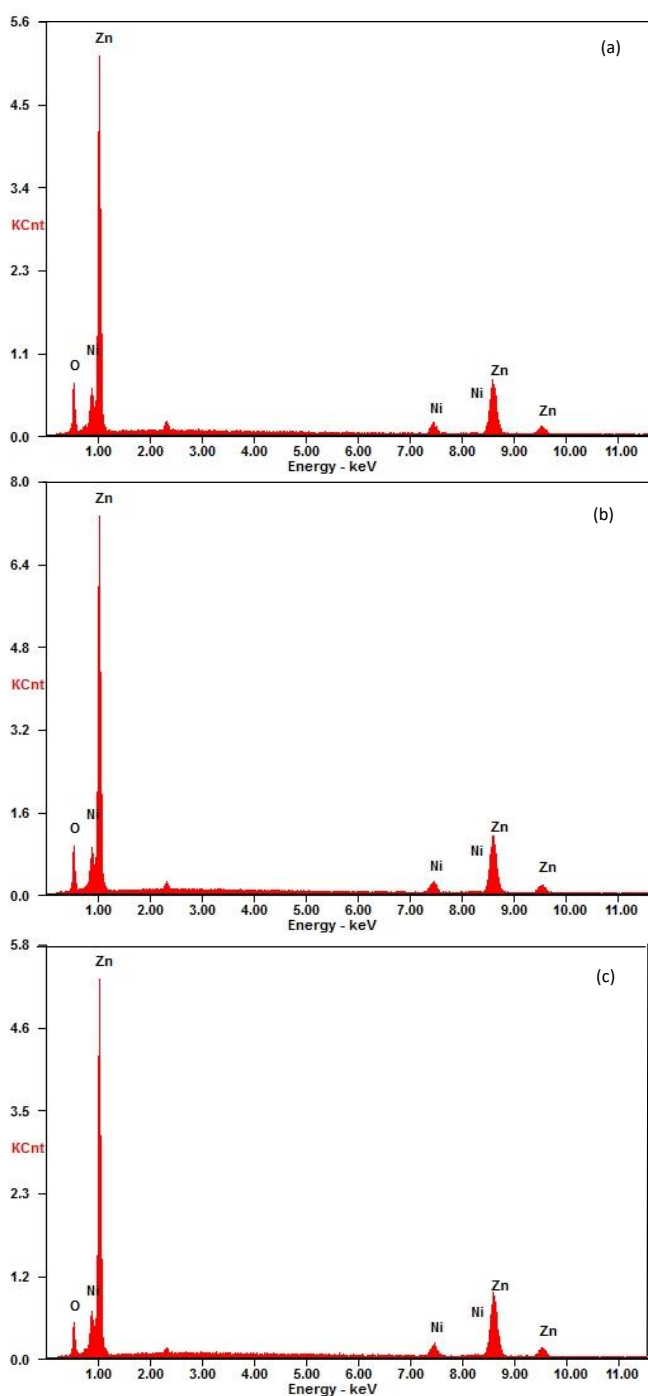 5.6
Zn
(a)
4.5
3.4
KCnt
2.3
1.1
Ni
O
Zn
Ni
Ni
Zn
0.0
1.00 2.00 3.00 4.00 5.00 6.00 7.00 8.00 9.00 10.00 11.00
Energy - keV
8.0
Zn
(b)
6.4
4.8
KCnt
3.2
1.6
Ni
O
Zn
Ni
Ni
Zn
0.0
1.00 2.00 3.00 4.00 5.00 6.00 7.00 8.00 9.00 10.00 11.00
Energy - keV
5.8
Zn
(c)
4.6
3.5
KCnt
2.3
1.2
Ni
O
Zn
Ni
Ni
Zn
0.0
1.00 2.00 3.00 4.00 5.00 6.00 7.00 8.00 9.00 10.00 11.00
Energy - keV